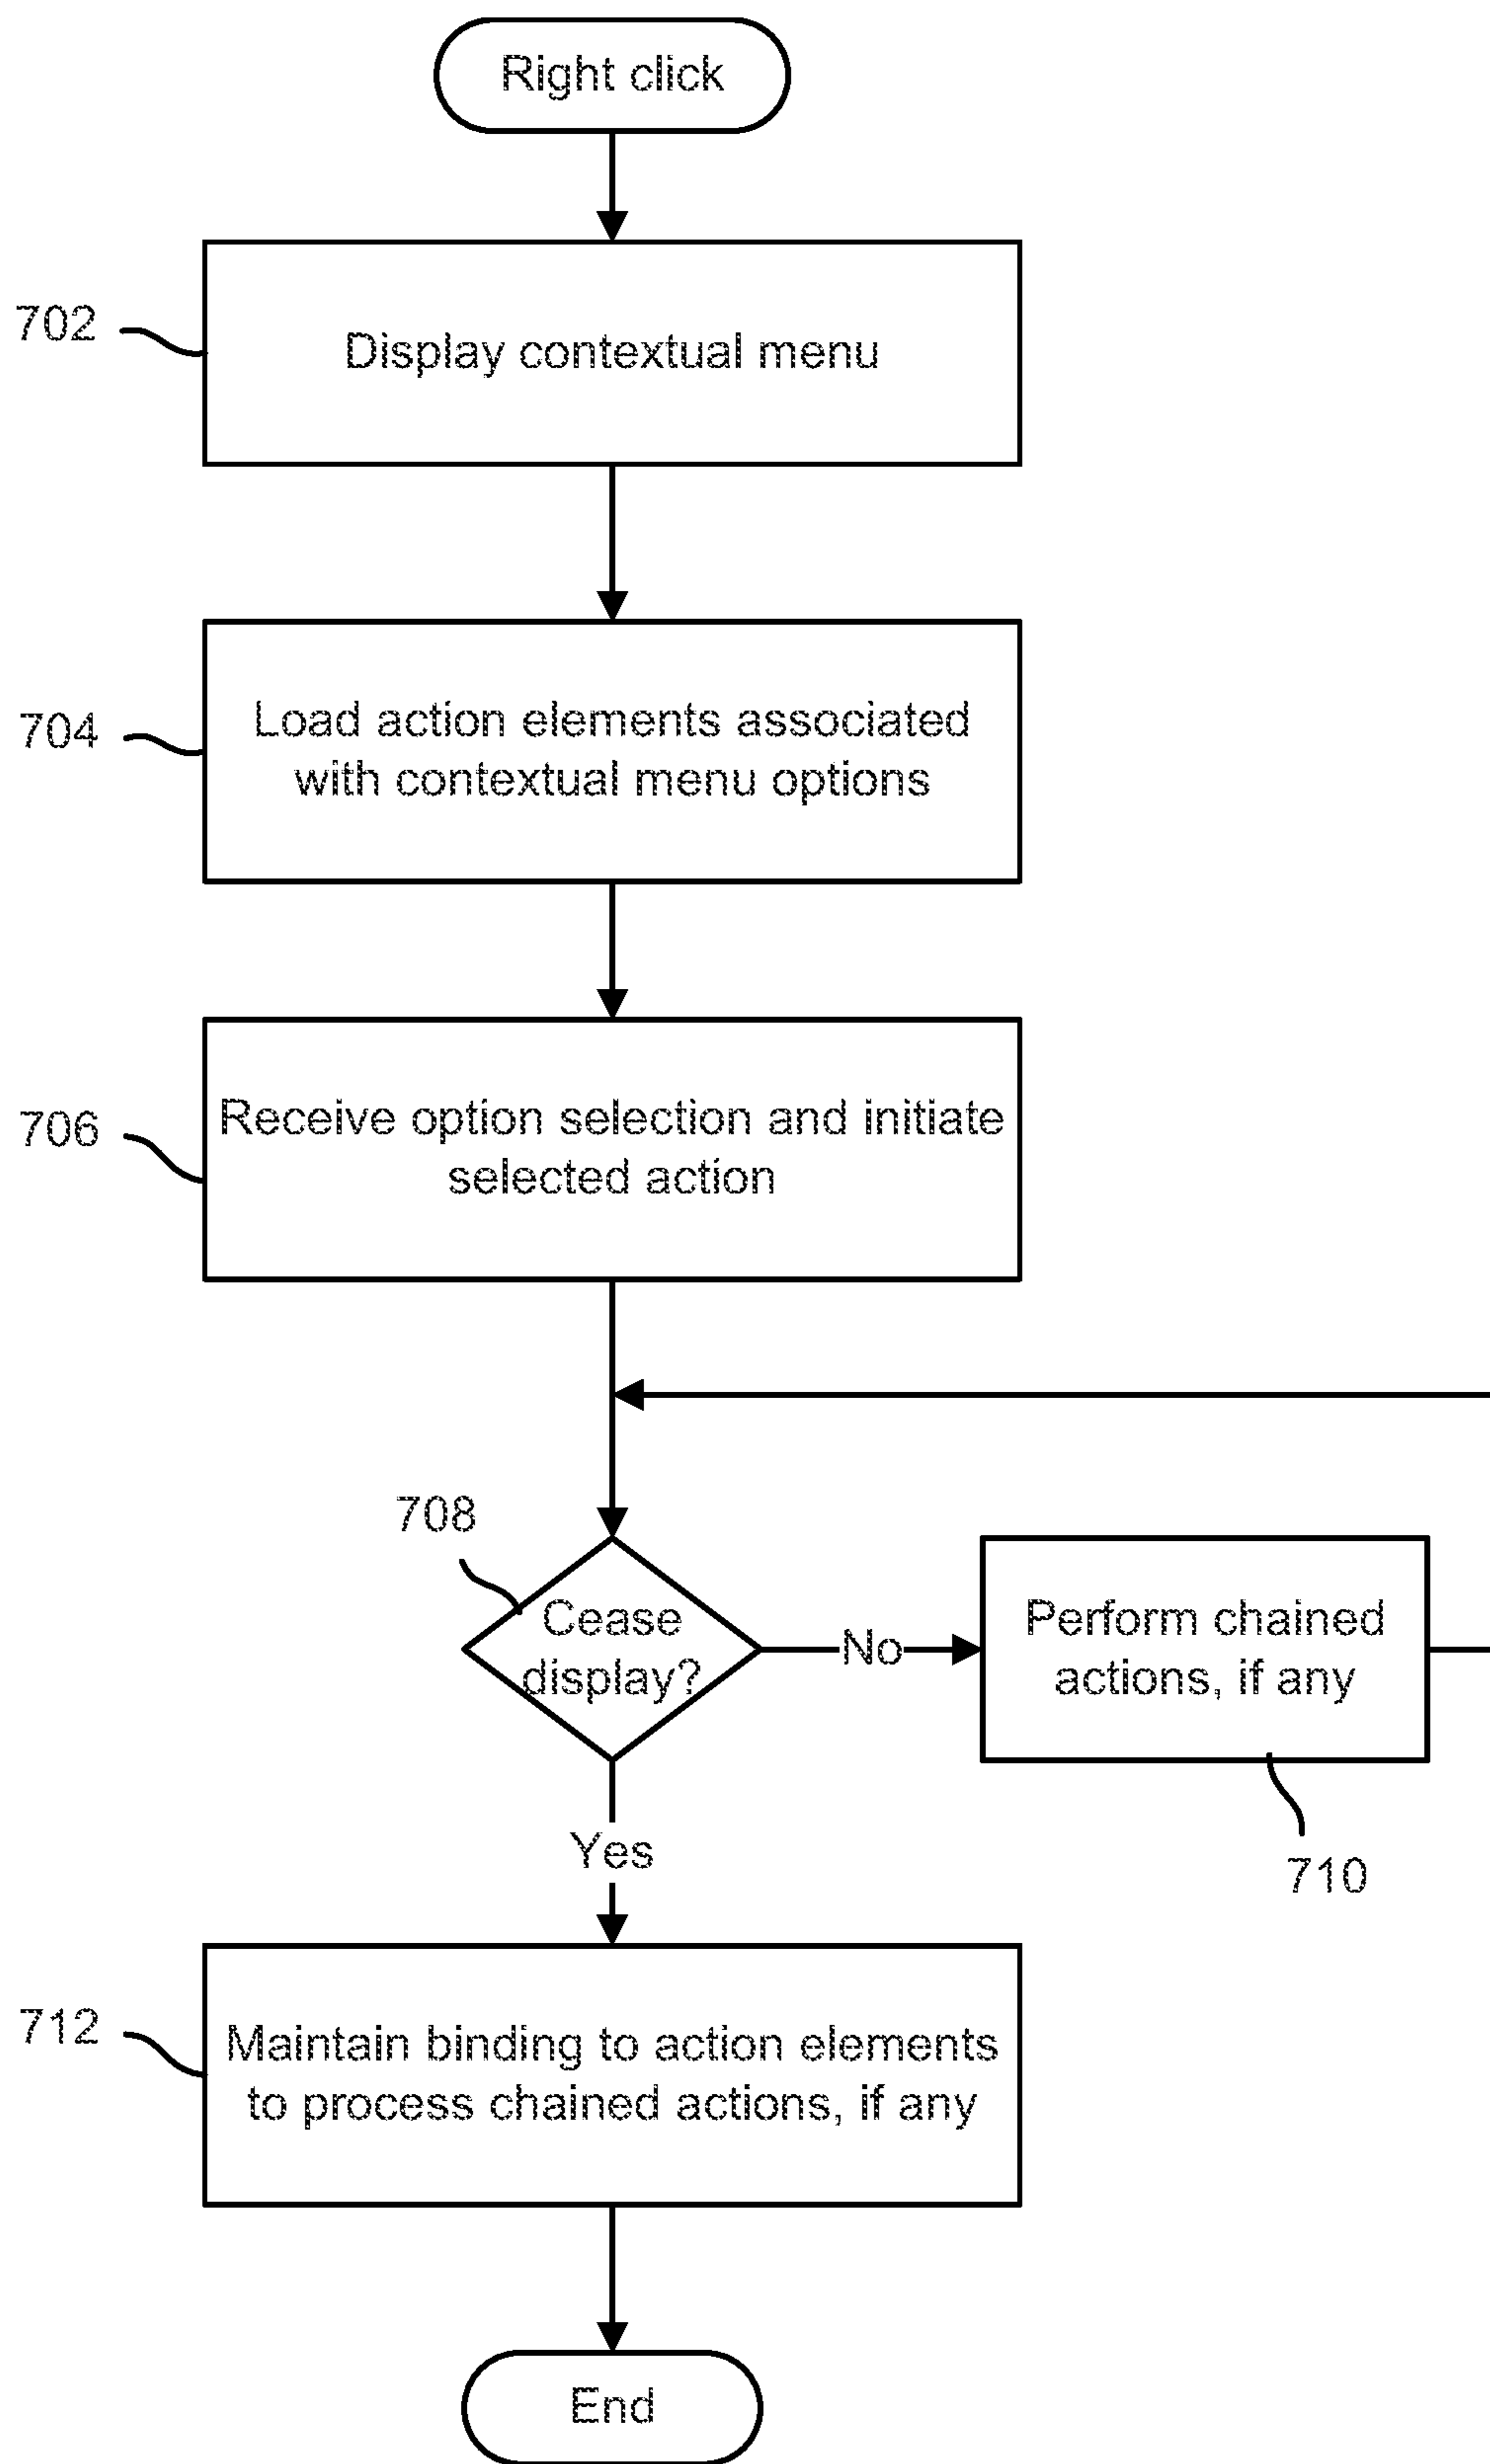 Right click
702
Display contextual menu
704
Load action elements associated
with contextual menu options
706
Receive option selection and initiate
selected action
708
Cease
display?
No
Perform chained
actions, if any
710
Yes
712
Maintain binding to action elements
to process chained actions, if any
End